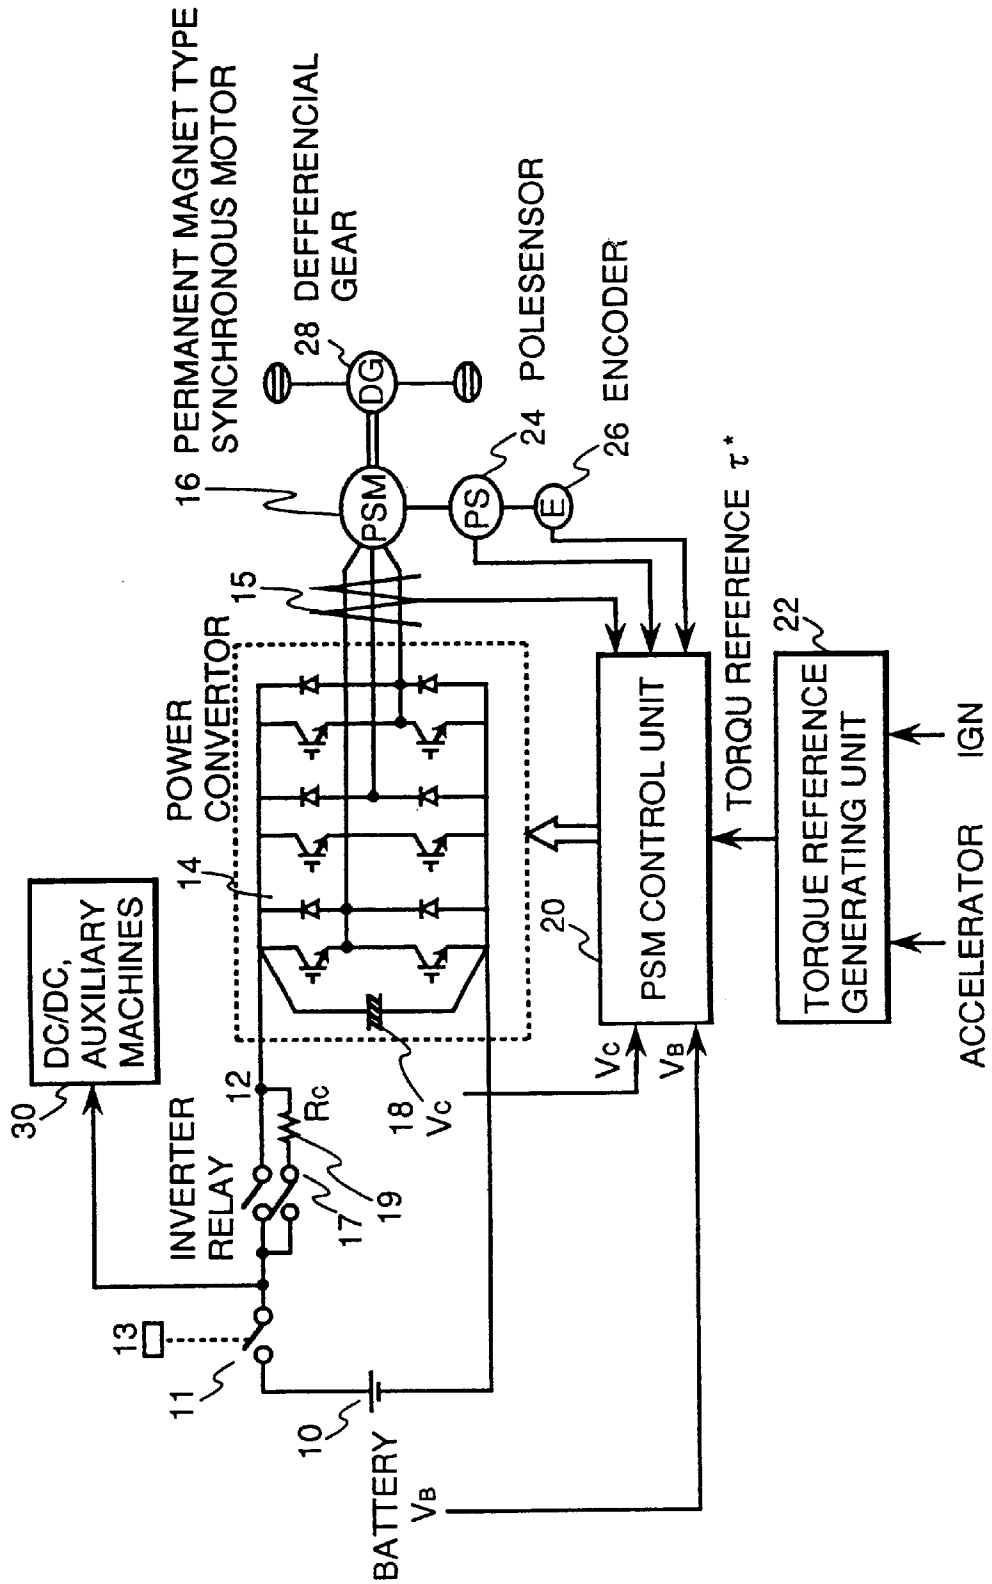 30
DC/DC,
AUXILIARY
MACHINES
13
11
INVERTER
RELAY
12
Rc
17
19
10
BATTERY
VB
18
Vc
14
POWER
CONVERTOR
15
16 PERMANENT MAGNET TYPE
SYNCHRONOUS MOTOR
PSM
28 DEFFERENCIAL
GEAR
DG
PS
24 POLESENSOR
E
26 ENCODER
Vc
VB
20
PSM CONTROL UNIT
TORQU REFERENCE τ*
22
TORQUE REFERENCE
GENERATING UNIT
ACCELERATOR
IGN